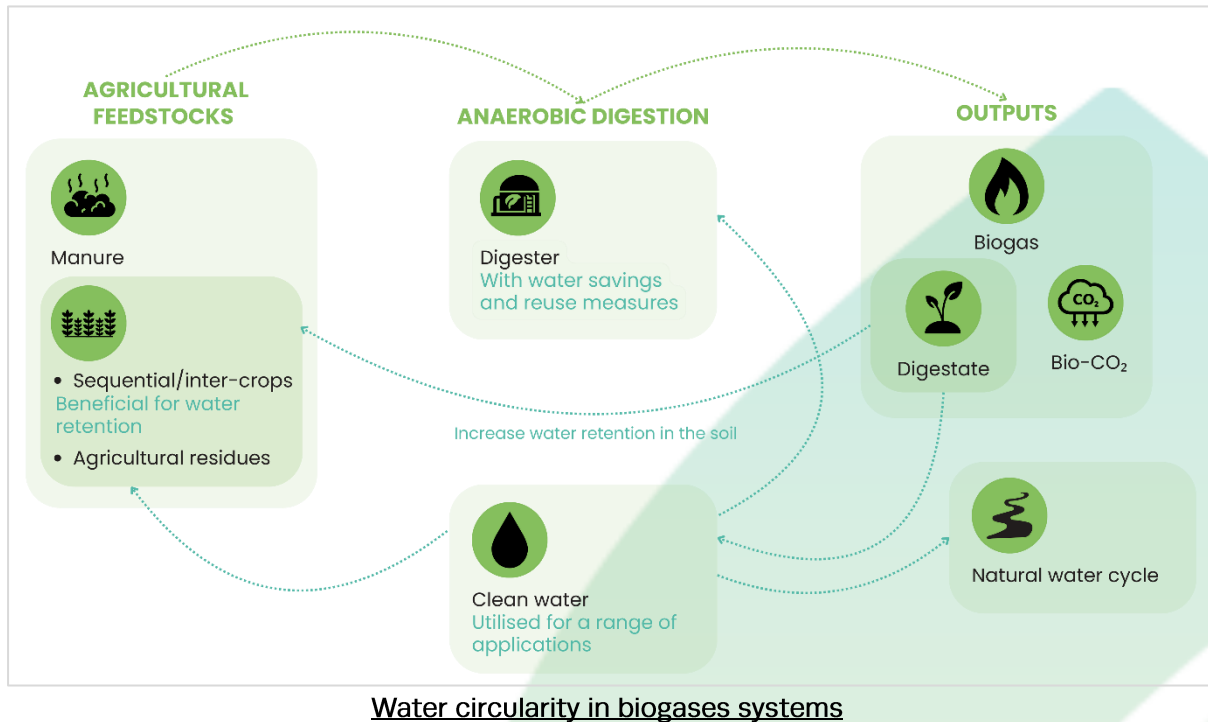 AGRICULTURAL
FEEDSTOCKS
Manure
• Sequential/inter-crops
Beneficial for water
retention
• Agricultural residues
ANAEROBIC DIGESTION
Digester
With water savings
and reuse measures
OUTPUTS
Biogas
Digestate
CO₂
Bio-CO₂
Increase water retention in the soil
Clean water
Utilised for a range of
applications
Natural water cycle
Water circularity in biogases systems